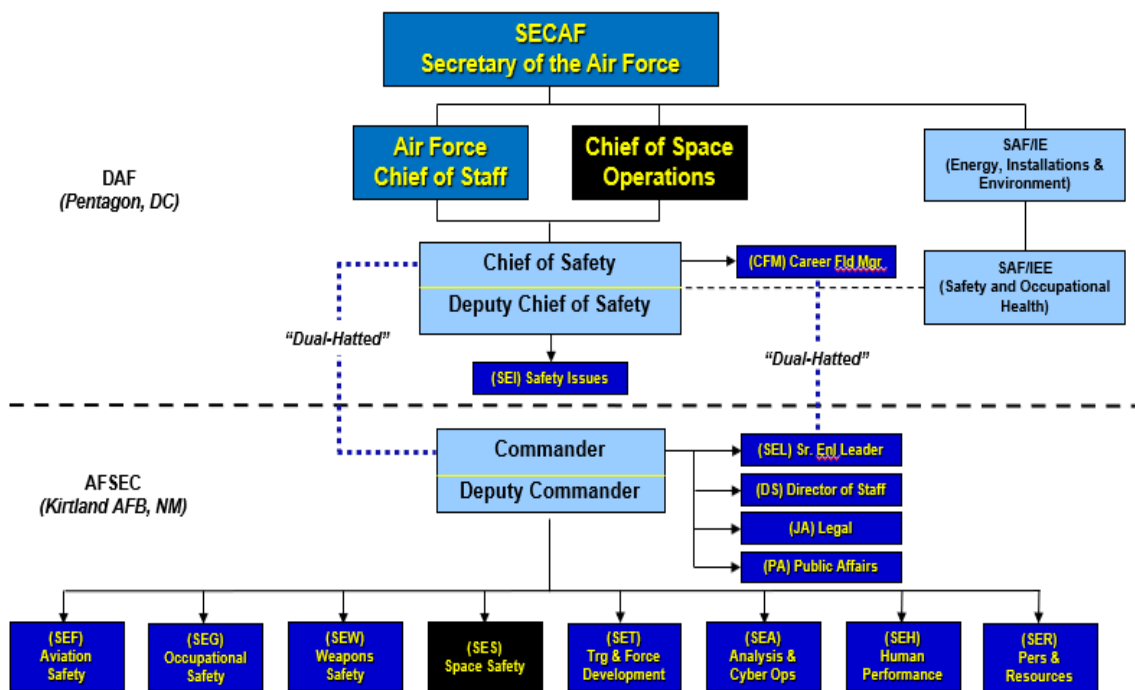 SECAF
Secretary of the Air Force
Air Force
Chief of Staff
Chief of Space
Operations
SAF/IE
(Energy, Installations &
Environment)
DAF
(Pentagon, DC)
Chief of Safety
Deputy Chief of Safety
(CFM) Career Fld Mgr.
SAF/IEE
(Safety and Occupational
Health)
“Dual-Hatted”
“Dual-Hatted”
(SEI) Safety Issues
AFSEC
(Kirtland AFB, NM)
Commander
Deputy Commander
(SEL) Sr. Enl Leader
(DS) Director of Staff
(JA) Legal
(PA) Public Affairs
(SEF)
Aviation
Safety
(SEG)
Occupational
Safety
(SEW)
Weapons
Safety
(SES)
Space Safety
(SET)
Trg & Force
Development
(SEA)
Analysis &
Cyber Ops
(SEH)
Human
Performance
(SER)
Pers &
Resources